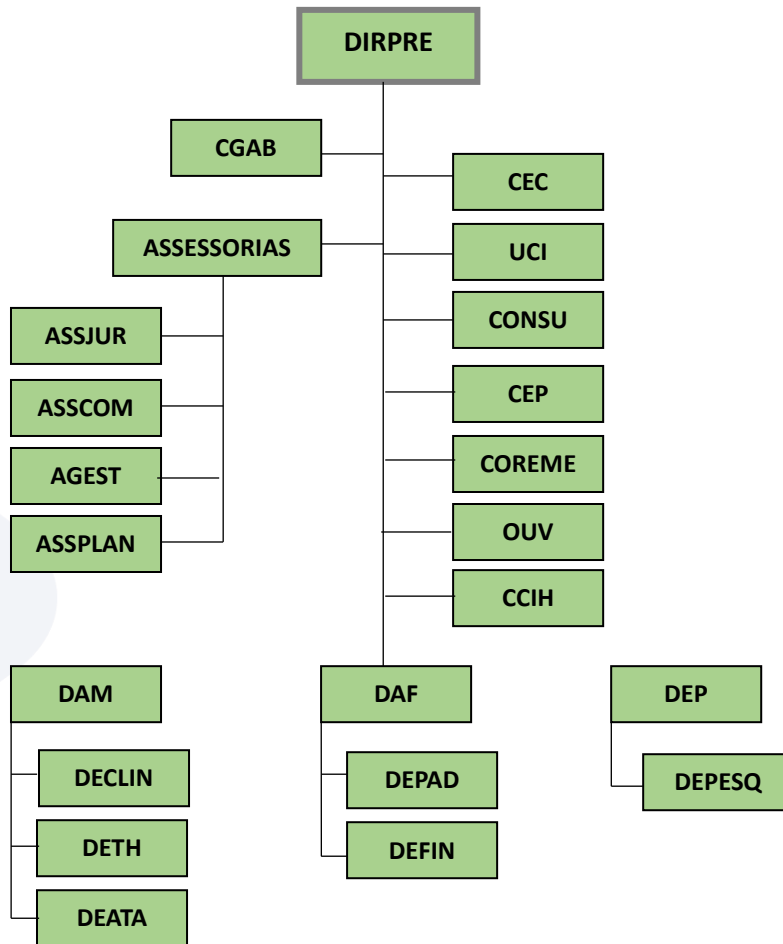 DIRPRE
CGAB
CEC
ASSESSORIAS
UCI
CONSU
ASSJUR
CEP
ASSCOM
COREME
AGEST
OUV
ASSPLAN
CCIH
DAM
DAF
DEP
DECLIN
DEPAD
DEPESQ
DETH
DEFIN
DEATA